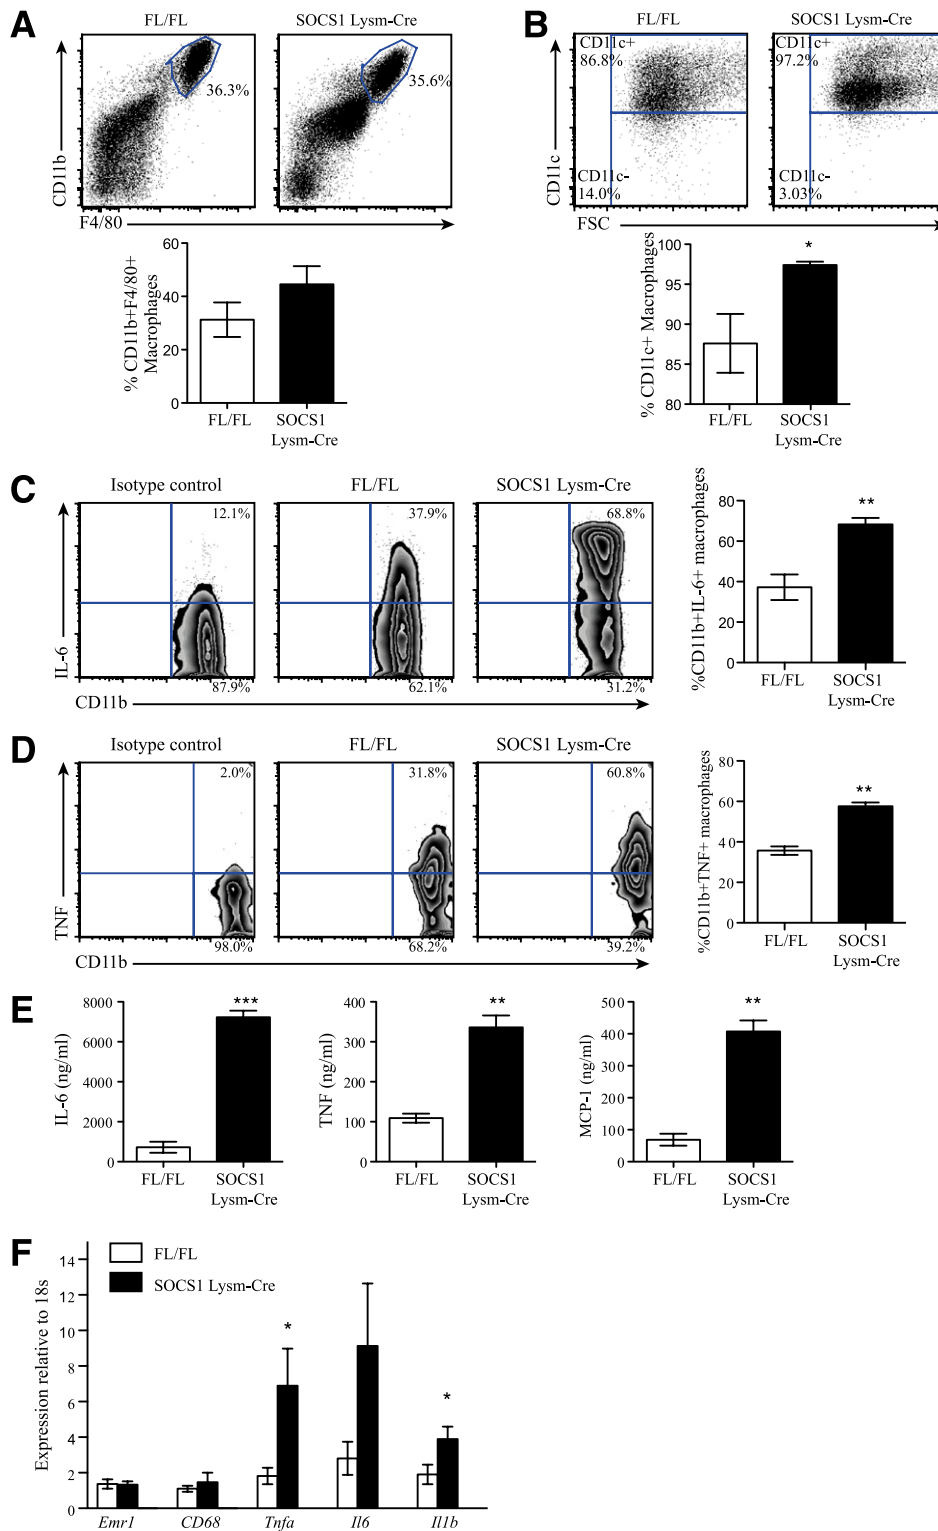 A
FL/FL
SOCS1 Lysm-Cre
36.3%
35.6%
CD11b
F4/80
60
40
20
0
% CD11b+F4/80+
Macrophages
FL/FL
SOCS1
Lysm-Cre
B
FL/FL
SOCS1 Lysm-Cre
CD11c+
86.8%
CD11c+
97.2%
CD11c-
14.0%
CD11c-
3.03%
CD11c
FSC
100
95
90
85
80
% CD11c+ Macrophages
*
FL/FL
SOCS1
Lysm-Cre
C
Isotype control
FL/FL
SOCS1 Lysm-Cre
12.1%
37.9%
68.8%
87.9%
62.1%
31.2%
IL-6
CD11b
80
60
40
20
0
%CD11b+IL-6+ macrophages
**
FL/FL
SOCS1
Lysm-Cre
D
Isotype control
FL/FL
SOCS1 Lysm-Cre
2.0%
31.8%
60.8%
98.0%
68.2%
39.2%
TNF
CD11b
80
60
40
20
0
%CD11b+TNF+ macrophages
**
FL/FL
SOCS1
Lysm-Cre
E
8000
6000
4000
2000
0
IL-6 (ng/ml)
***
FL/FL
SOCS1
Lysm-Cre
400
300
200
100
0
TNF (ng/ml)
**
FL/FL
SOCS1
Lysm-Cre
500
400
300
200
100
0
MCP-1 (ng/ml)
**
FL/FL
SOCS1
Lysm-Cre
F
FL/FL
SOCS1 Lysm-Cre
14
12
10
8
6
4
2
0
Expression relative to 18s
*
*
Emr1
CD68
Tnfa
Il6
Il1b